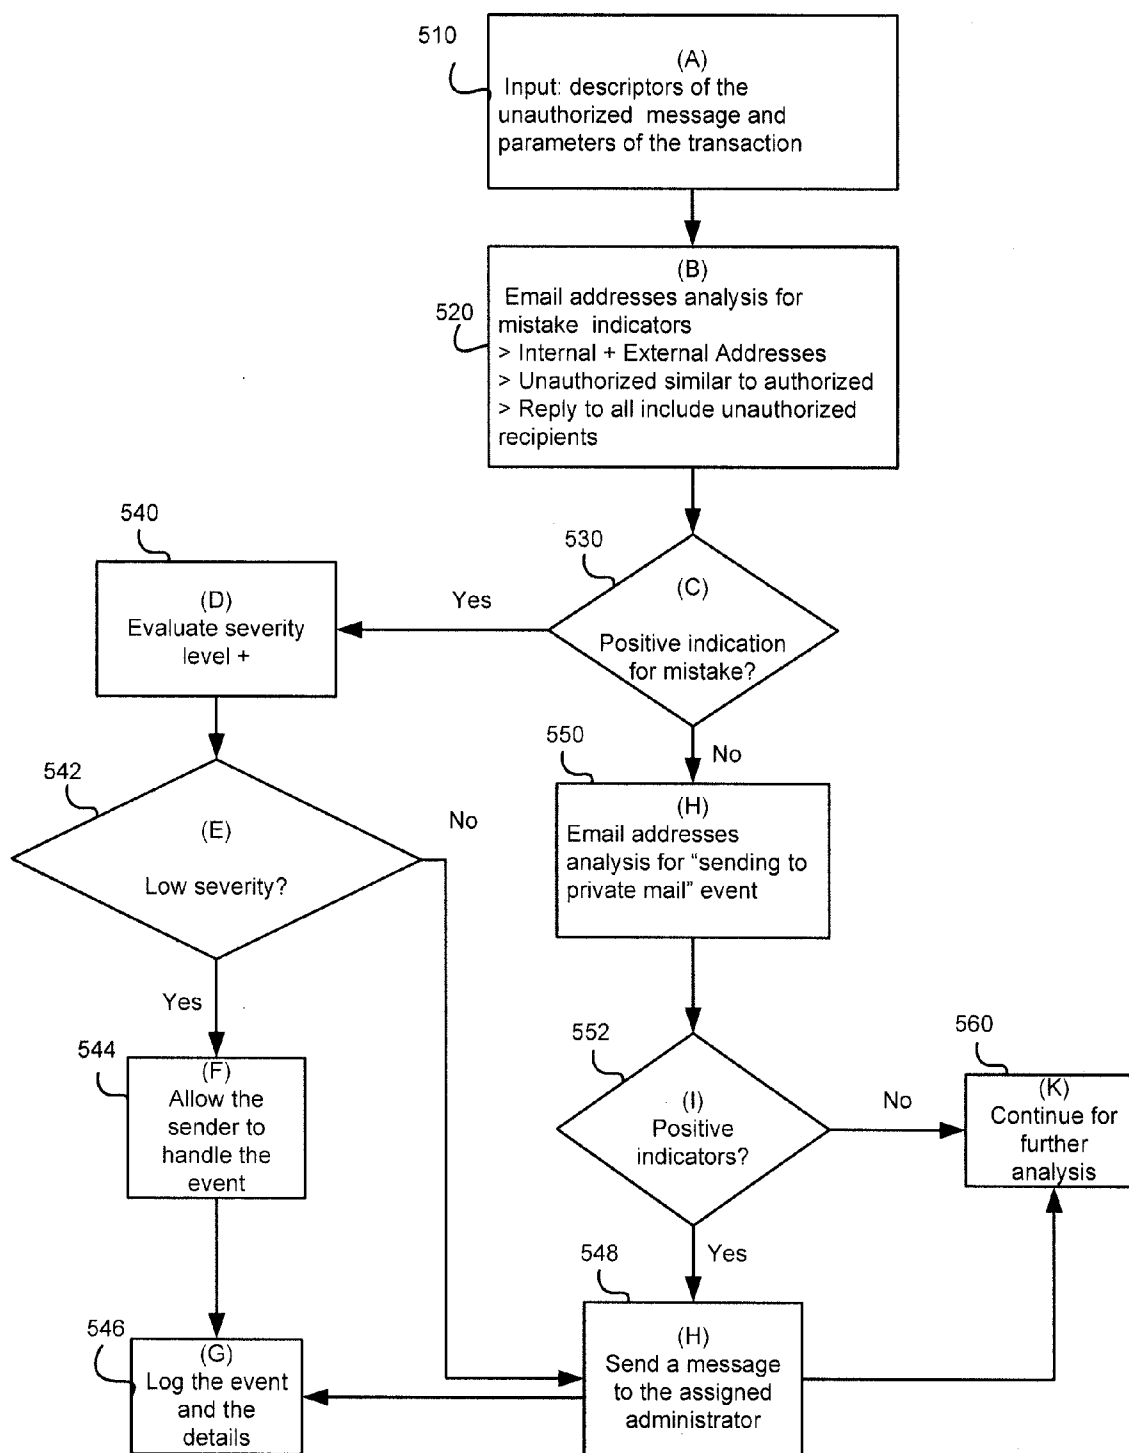 510
(A)
Input: descriptors of the
unauthorized message and
parameters of the transaction
520
(B)
Email addresses analysis for
mistake indicators
> Internal + External Addresses
> Unauthorized similar to authorized
> Reply to all include unauthorized
recipients
530
(C)
Positive indication
for mistake?
Yes
No
540
(D)
Evaluate severity
level +
542
(E)
Low severity?
No
Yes
550
(H)
Email addresses
analysis for “sending to
private mail” event
544
(F)
Allow the
sender to
handle the
event
552
(I)
Positive
indicators?
No
Yes
560
(K)
Continue for
further
analysis
546
(G)
Log the event
and the
details
548
(H)
Send a message
to the assigned
administrator